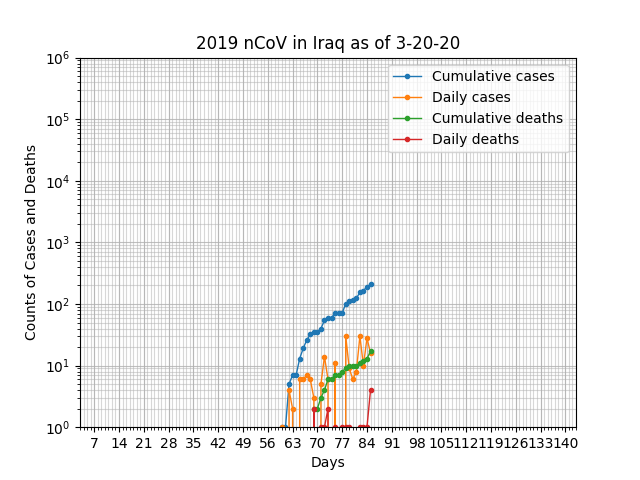 2019 nCoV in Iraq as of 3-20-20
10^6
10^5
10^4
10^3
10^2
10^1
10^0
Counts of Cases and Deaths
Cumulative cases
Daily cases
Cumulative deaths
Daily deaths
7 14 21 28 35 42 49 56 63 70 77 84 91 98 105 112 119 126 133 140
Days